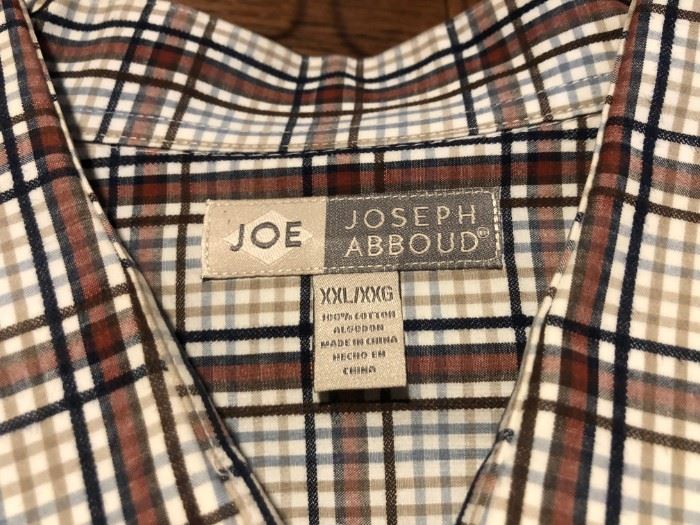 JOE
JOSEPH
ABBOUD
XXL/XXG
100% COTTON
ALGODON
MADE IN CHINA
HECHO EN
CHINA